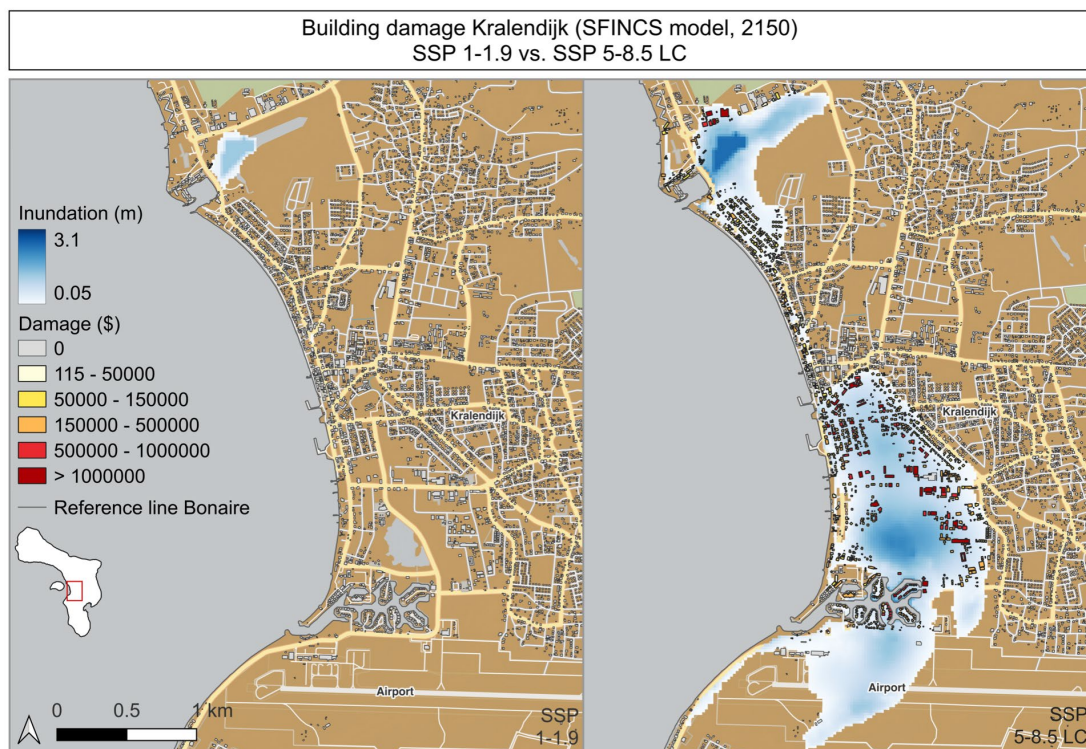 Building damage Kralendijk (SFINCS model, 2150)
SSP 1-1.9 vs. SSP 5-8.5 LC
Inundation (m)
3.1
0.05
Damage ($)
0
115 - 50000
50000 - 150000
150000 - 500000
500000 - 1000000
> 1000000
Reference line Bonaire
0 0.5 1 km
Kralendijk
Airport
SSP
1-1.9
Kralendijk
Airport
SSP
5-8.5 LC